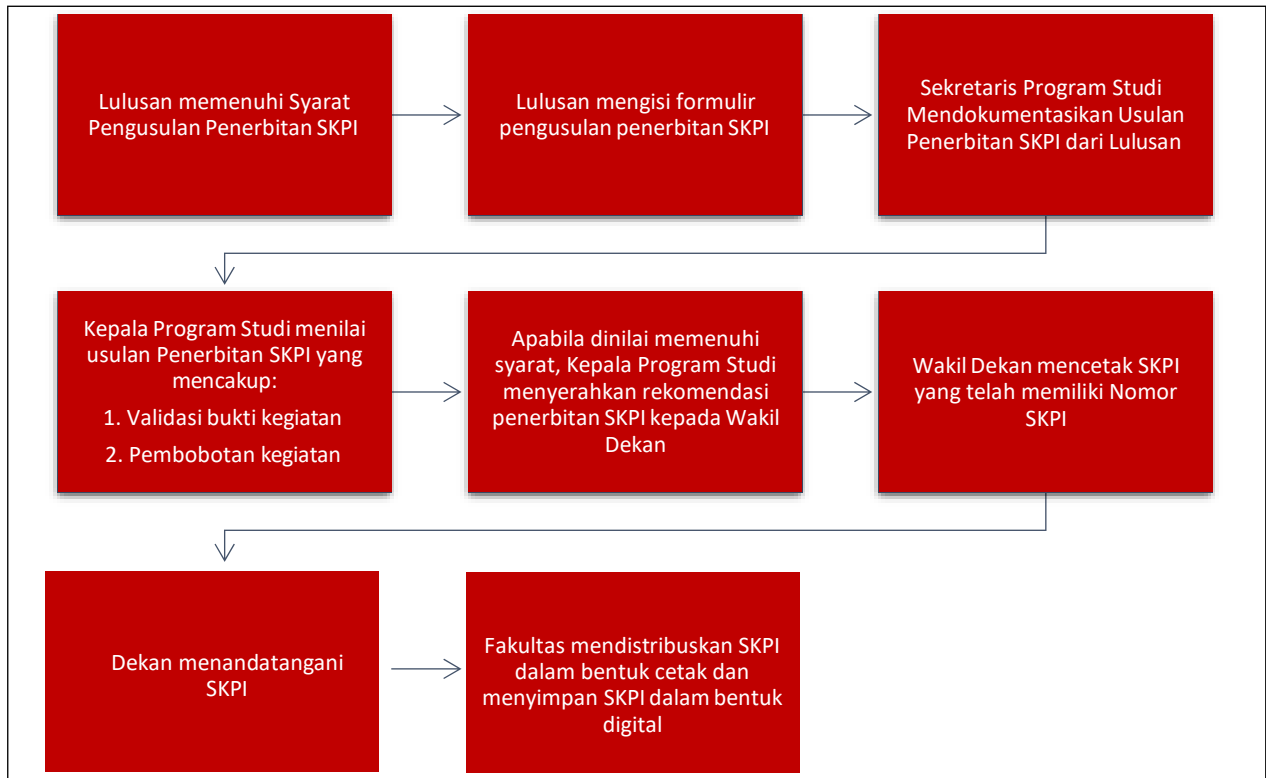 Lulusan memenuhi Syarat
Pengusulan Penerbitan SKPI
Lulusan mengisi formulir
pengusulan penerbitan SKPI
Sekretaris Program Studi
Mendokumentasikan Usulan
Penerbitan SKPI dari Lulusan
Kepala Program Studi menilai
usulan Penerbitan SKPI yang
mencakup:
1. Validasi bukti kegiatan
2. Pembobotan kegiatan
Apabila dinilai memenuhi
syarat, Kepala Program Studi
menyerahkan rekomendasi
penerbitan SKPI kepada Wakil
Dekan
Wakil Dekan mencetak SKPI
yang telah memiliki Nomor
SKPI
Dekan menandatangani
SKPI
Fakultas mendistribuskan SKPI
dalam bentuk cetak dan
menyimpan SKPI dalam bentuk
digital